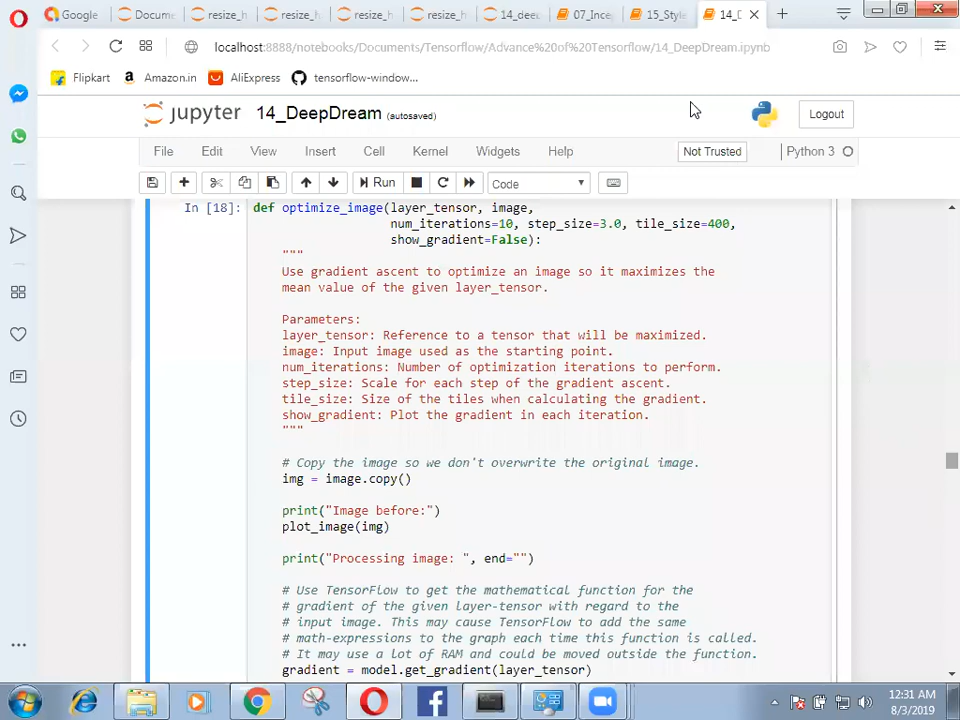 Google
Docume
resize_h
resize_h
resize_h
resize_h
14_deep
07_Ince
15_Style
14_D
localhost:8888/notebooks/Documents/Tensorflow/Advance%20of%20Tensorflow/14_DeepDream.ipynb
Flipkart
Amazon.in
AliExpress
tensorflow-window...
jupyter 14_DeepDream (autosaved)
Logout
File Edit View Insert Cell Kernel Widgets Help
Not Trusted
Python 3
Run
Code
In [18]: def optimize_image(layer_tensor, image,
num_iterations=10, step_size=3.0, tile_size=400,
show_gradient=False):
"""
Use gradient ascent to optimize an image so it maximizes the
mean value of the given layer_tensor.
Parameters:
layer_tensor: Reference to a tensor that will be maximized.
image: Input image used as the starting point.
num_iterations: Number of optimization iterations to perform.
step_size: Scale for each step of the gradient ascent.
tile_size: Size of the tiles when calculating the gradient.
show_gradient: Plot the gradient in each iteration.
"""
# Copy the image so we don't overwrite the original image.
img = image.copy()
print("Image before:")
plot_image(img)
print("Processing image: ", end="")
# Use TensorFlow to get the mathematical function for the
# gradient of the given layer-tensor with regard to the
# input image. This may cause TensorFlow to add the same
# math-expressions to the graph each time this function is called.
# It may use a lot of RAM and could be moved outside the function.
gradient = model.get_gradient(layer_tensor)
12:31 AM
8/3/2019